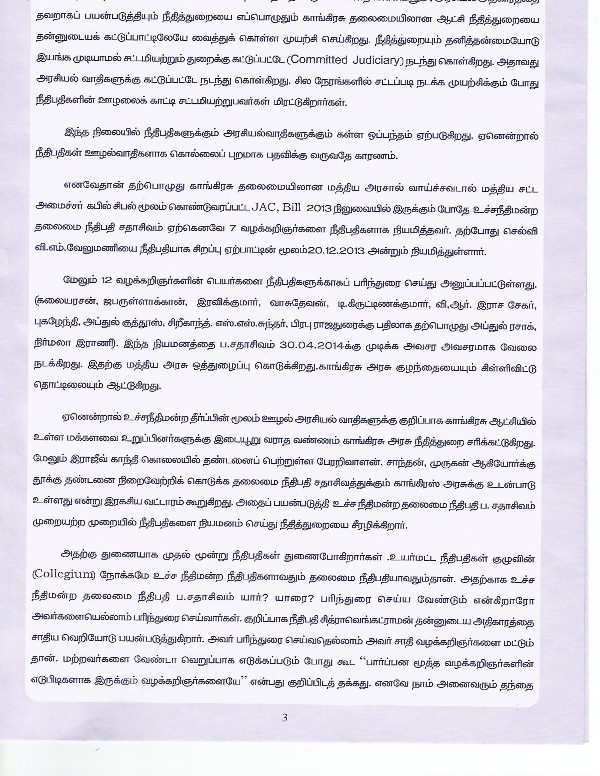 தவறாகப் பயன்படுத்தியும் நீதித்துறையை எப்பொழுதும் காங்கிரசு தலைமையிலான ஆட்சி நீதித்துறையை
தன்னுடையக் கட்டுப்பாட்டிலேயே வைத்துக் கொள்ள முயற்சி செய்கிறது. நீதித்துறையும் தனித்தன்மையோடு
இயங்க முடியாமல் சட்டமியற்றும் துறைக்கு கட்டுப்பட்டே (Committed Judiciary) நடந்து கொள்கிறது. அதாவது
அரசியல் வாதிகளுக்கு கட்டுப்பட்டே நடந்து கொள்கிறது. சில நேரங்களில் சட்டப்படி நடக்க முயற்சிக்கும் போது
நீதிபதிகளின் ஊழலைக் காட்டி சட்டமியற்றுபவர்கள் மிரட்டுகிறார்கள்.
இந்த நிலையில் நீதிபதிகளுக்கும் அரசியல்வாதிகளுக்கும் கள்ள ஒப்பந்தம் ஏற்படுகிறது. ஏனென்றால்
நீதிபதிகள் ஊழல்வாதிகளாக கொல்லைப் புறமாக பதவிக்கு வருவதே காரணம்.
எனவேதான் தற்பொழுது காங்கிரசு தலைமையிலான மத்திய அரசால் வாய்ச்சவடால் மத்திய சட்ட
அமைச்சர் கபில் சிபல் மூலம் கொண்டுவரப்பட்ட JAC, Bill 2013 நிலுவையில் இருக்கும் போதே உச்சநீதிமன்ற
தலைமை நீதிபதி சதாசிவம் ஏற்கெனவே 7 வழக்கறிஞர்களை நீதிபதிகளாக நியமித்தவர். தற்போது செல்வி
வி.எம்.வேலுமணியை நீதிபதியாக சிறப்பு ஏற்பாட்டின் மூலம்20.12.2013 அன்றும் நியமித்துள்ளார்.
மேலும் 12 வழக்கறிஞர்களின் பெயர்களை நீதிபதிகளுக்காகப் பரிந்துரை செய்து அனுப்பப்பட்டுள்ளது.
(கலையரசன், ஜபருள்ளாக்கான், இரவிக்குமார், வாசுதேவன், டி.கிருட்டிணக்குமார், வி.ஆர். இராச சேகர்,
புகழேந்தி, அப்துல் குத்தூஸ், சிறீகாந்த், எஸ்.எஸ்.சுந்தர், பிரபு ராஜதுரைக்கு பதிலாக தற்பொழுது அப்துல் ரசாக்,
நிர்மலா இராணி). இந்த நியமனத்தை ப.சதாசிவம் 30.04.2014க்கு முடிக்க அவசர அவசரமாக வேலை
நடக்கிறது. இதற்கு மத்திய அரசு ஒத்துழைப்பு கொடுக்கிறது.காங்கிரசு அரசு குழந்தையையும் கிள்ளிவிட்டு
தொட்டிலையும் ஆட்டுகிறது.
ஏனென்றால் உச்சநீதிமன்ற தீர்ப்பின் மூலம் ஊழல் அரசியல் வாதிகளுக்கு குறிப்பாக காங்கிரசு ஆட்சியில்
உள்ள மக்களவை உறுப்பினர்களுக்கு இடையூறு வராத வண்ணம் காங்கிரசு அரசு நீதித்துறை சரிக்கட்டுகிறது.
மேலும் இராஜீவ் காந்தி கொலையில் தண்டனைப் பெற்றுள்ள பேரறிவாளன், சாந்தன், முருகன் ஆகியோர்க்கு
தூக்கு தண்டனை நிறைவேற்றிக் கொடுக்க தலைமை நீதிபதி சதாசிவத்துக்கும் காங்கிரஸ் அரசுக்கு உடன்பாடு
உள்ளது என்று இரகசிய வட்டாரம் கூறுகிறது. அதைப் பயன்படுத்தி உச்ச நீதிமன்ற தலைமை நீதிபதி ப. சதாசிவம்
முறையற்ற முறையில் நீதிபதிகளை நியமனம் செய்து நீதித்துறையை சீரழிக்கிறார்.
அதற்கு துணையாக முதல் மூன்று நீதிபதிகள் துணைபோகிறார்கள் .உயர்மட்ட நீதிபதிகள் குழுவின்
(Collegium) நோக்கமே உச்ச நீதிமன்ற நீதிபதிகளாவதும் தலைமை நீதிபதியாவதும்தான். அதற்காக உச்ச
நீதிமன்ற தலைமை நீதிபதி ப.சதாசிவம் யார்? யாரை? பரிந்துரை செய்ய வேண்டும் என்கிறாரோ
அவர்களையெல்லாம் பரிந்துரை செய்வார்கள். குறிப்பாக நீதிபதி சித்ராவெங்கட்ராமன் தன்னுடைய அதிகாரத்தை
சாதிய வெறியோடு பயன்படுத்துகிறார். அவர் பரிந்துரை செய்வதெல்லாம் அவர் சாதி வழக்கறிஞர்களை மட்டும்
தான். மற்றவர்களை வேண்டா வெறுப்பாக எடுக்கப்படும் போது கூட “பார்ப்பன மூத்த வழக்கறிஞர்களின்
எடுபிடிகளாக இருக்கும் வழக்கறிஞர்களையே” என்பது குறிப்பிடத் தக்கது. எனவே நாம் அனைவரும் தந்தை
3